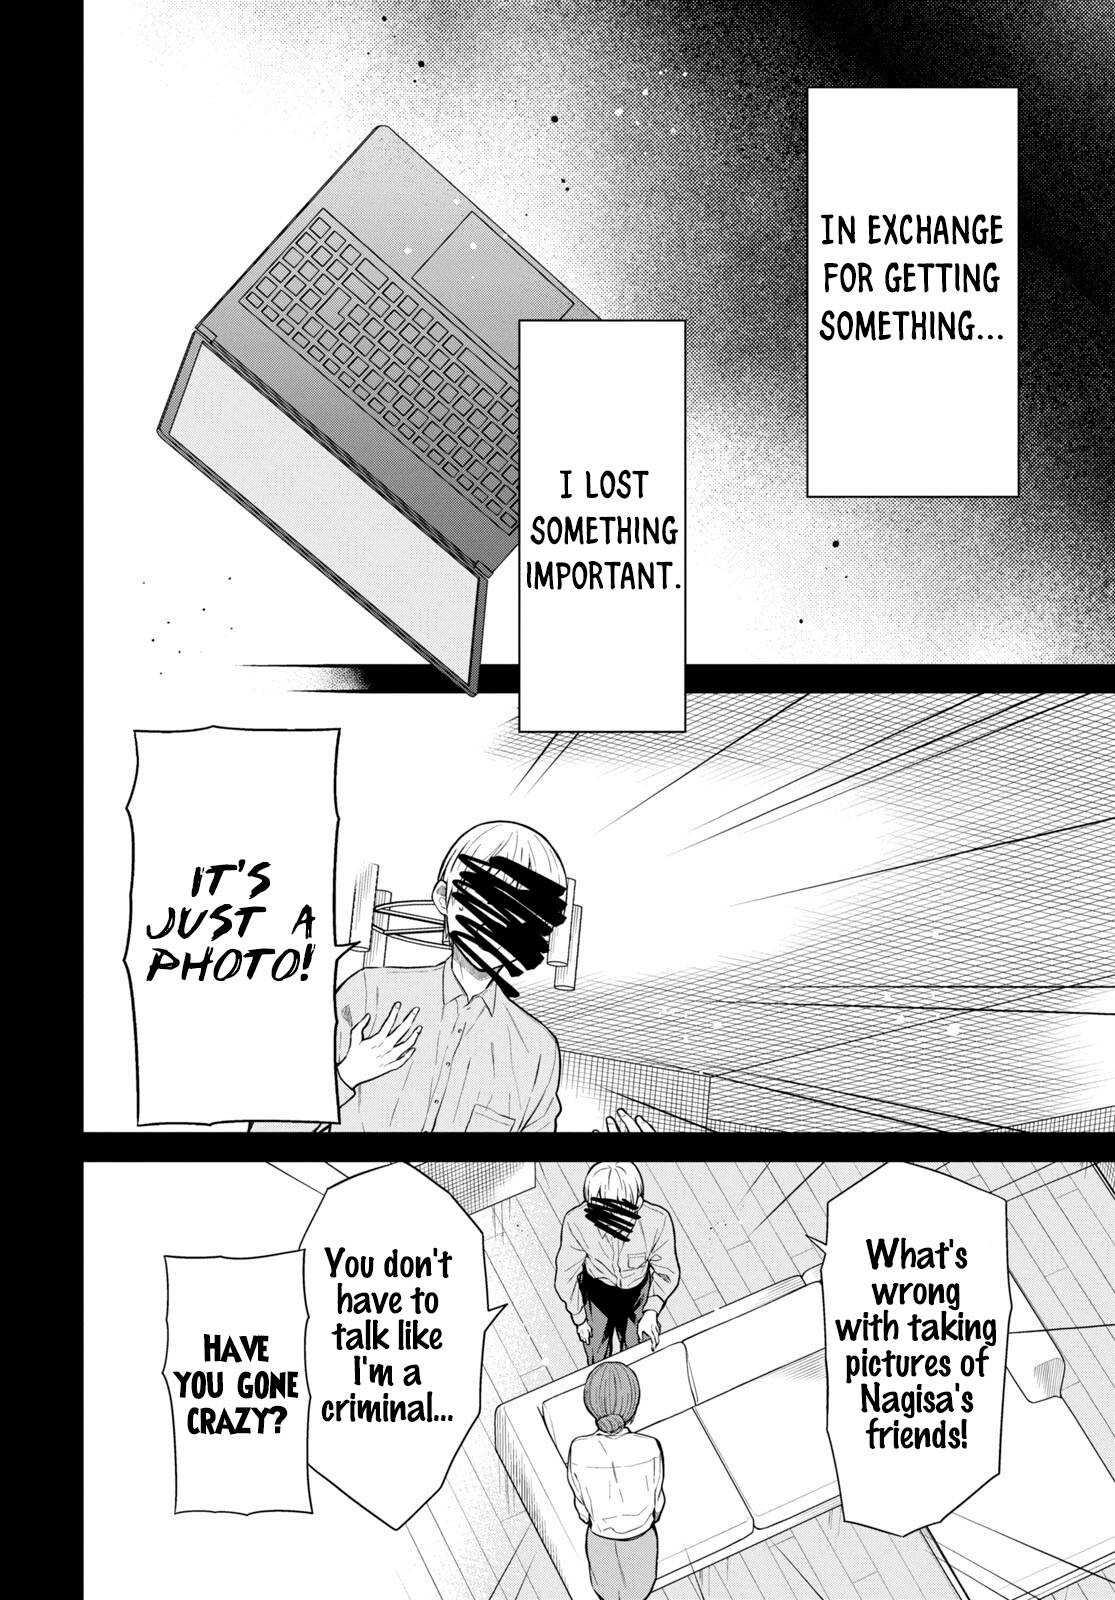 IN EXCHANGE
FOR GETTING
SOMETHING...
I LOST
SOMETHING
IMPORTANT.
IT'S
JUST A
PHOTO!
What's
wrong
with taking
pictures of
Nagisa's
friends!
You don't
have to
talk like
I'm a
criminal...
HAVE
YOU GONE
CRAZY?